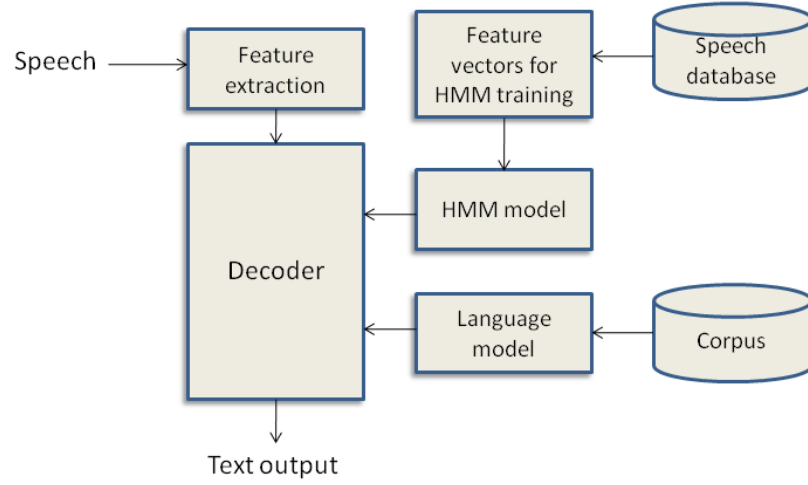 Speech
Feature
extraction
Feature
vectors for
HMM training
Speech
database
HMM model
Decoder
Language
model
Corpus
Text output